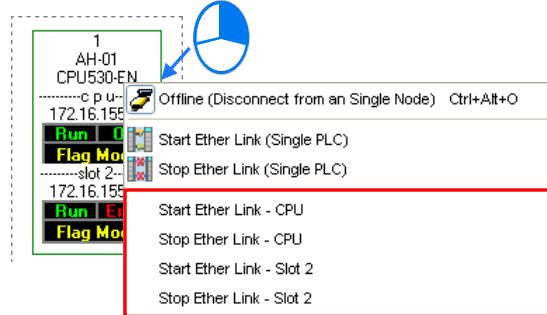 1
AH-01
CPU530-EN
---------c p u--
172.16.155
Run
Flag Mo
---------slot 2--
172.16.155
Run
Flag Mo
Offline (Disconnect from an Single Node) Ctrl+Alt+O
Start Ether Link (Single PLC)
Stop Ether Link (Single PLC)
Start Ether Link - CPU
Stop Ether Link - CPU
Start Ether Link - Slot 2
Stop Ether Link - Slot 2